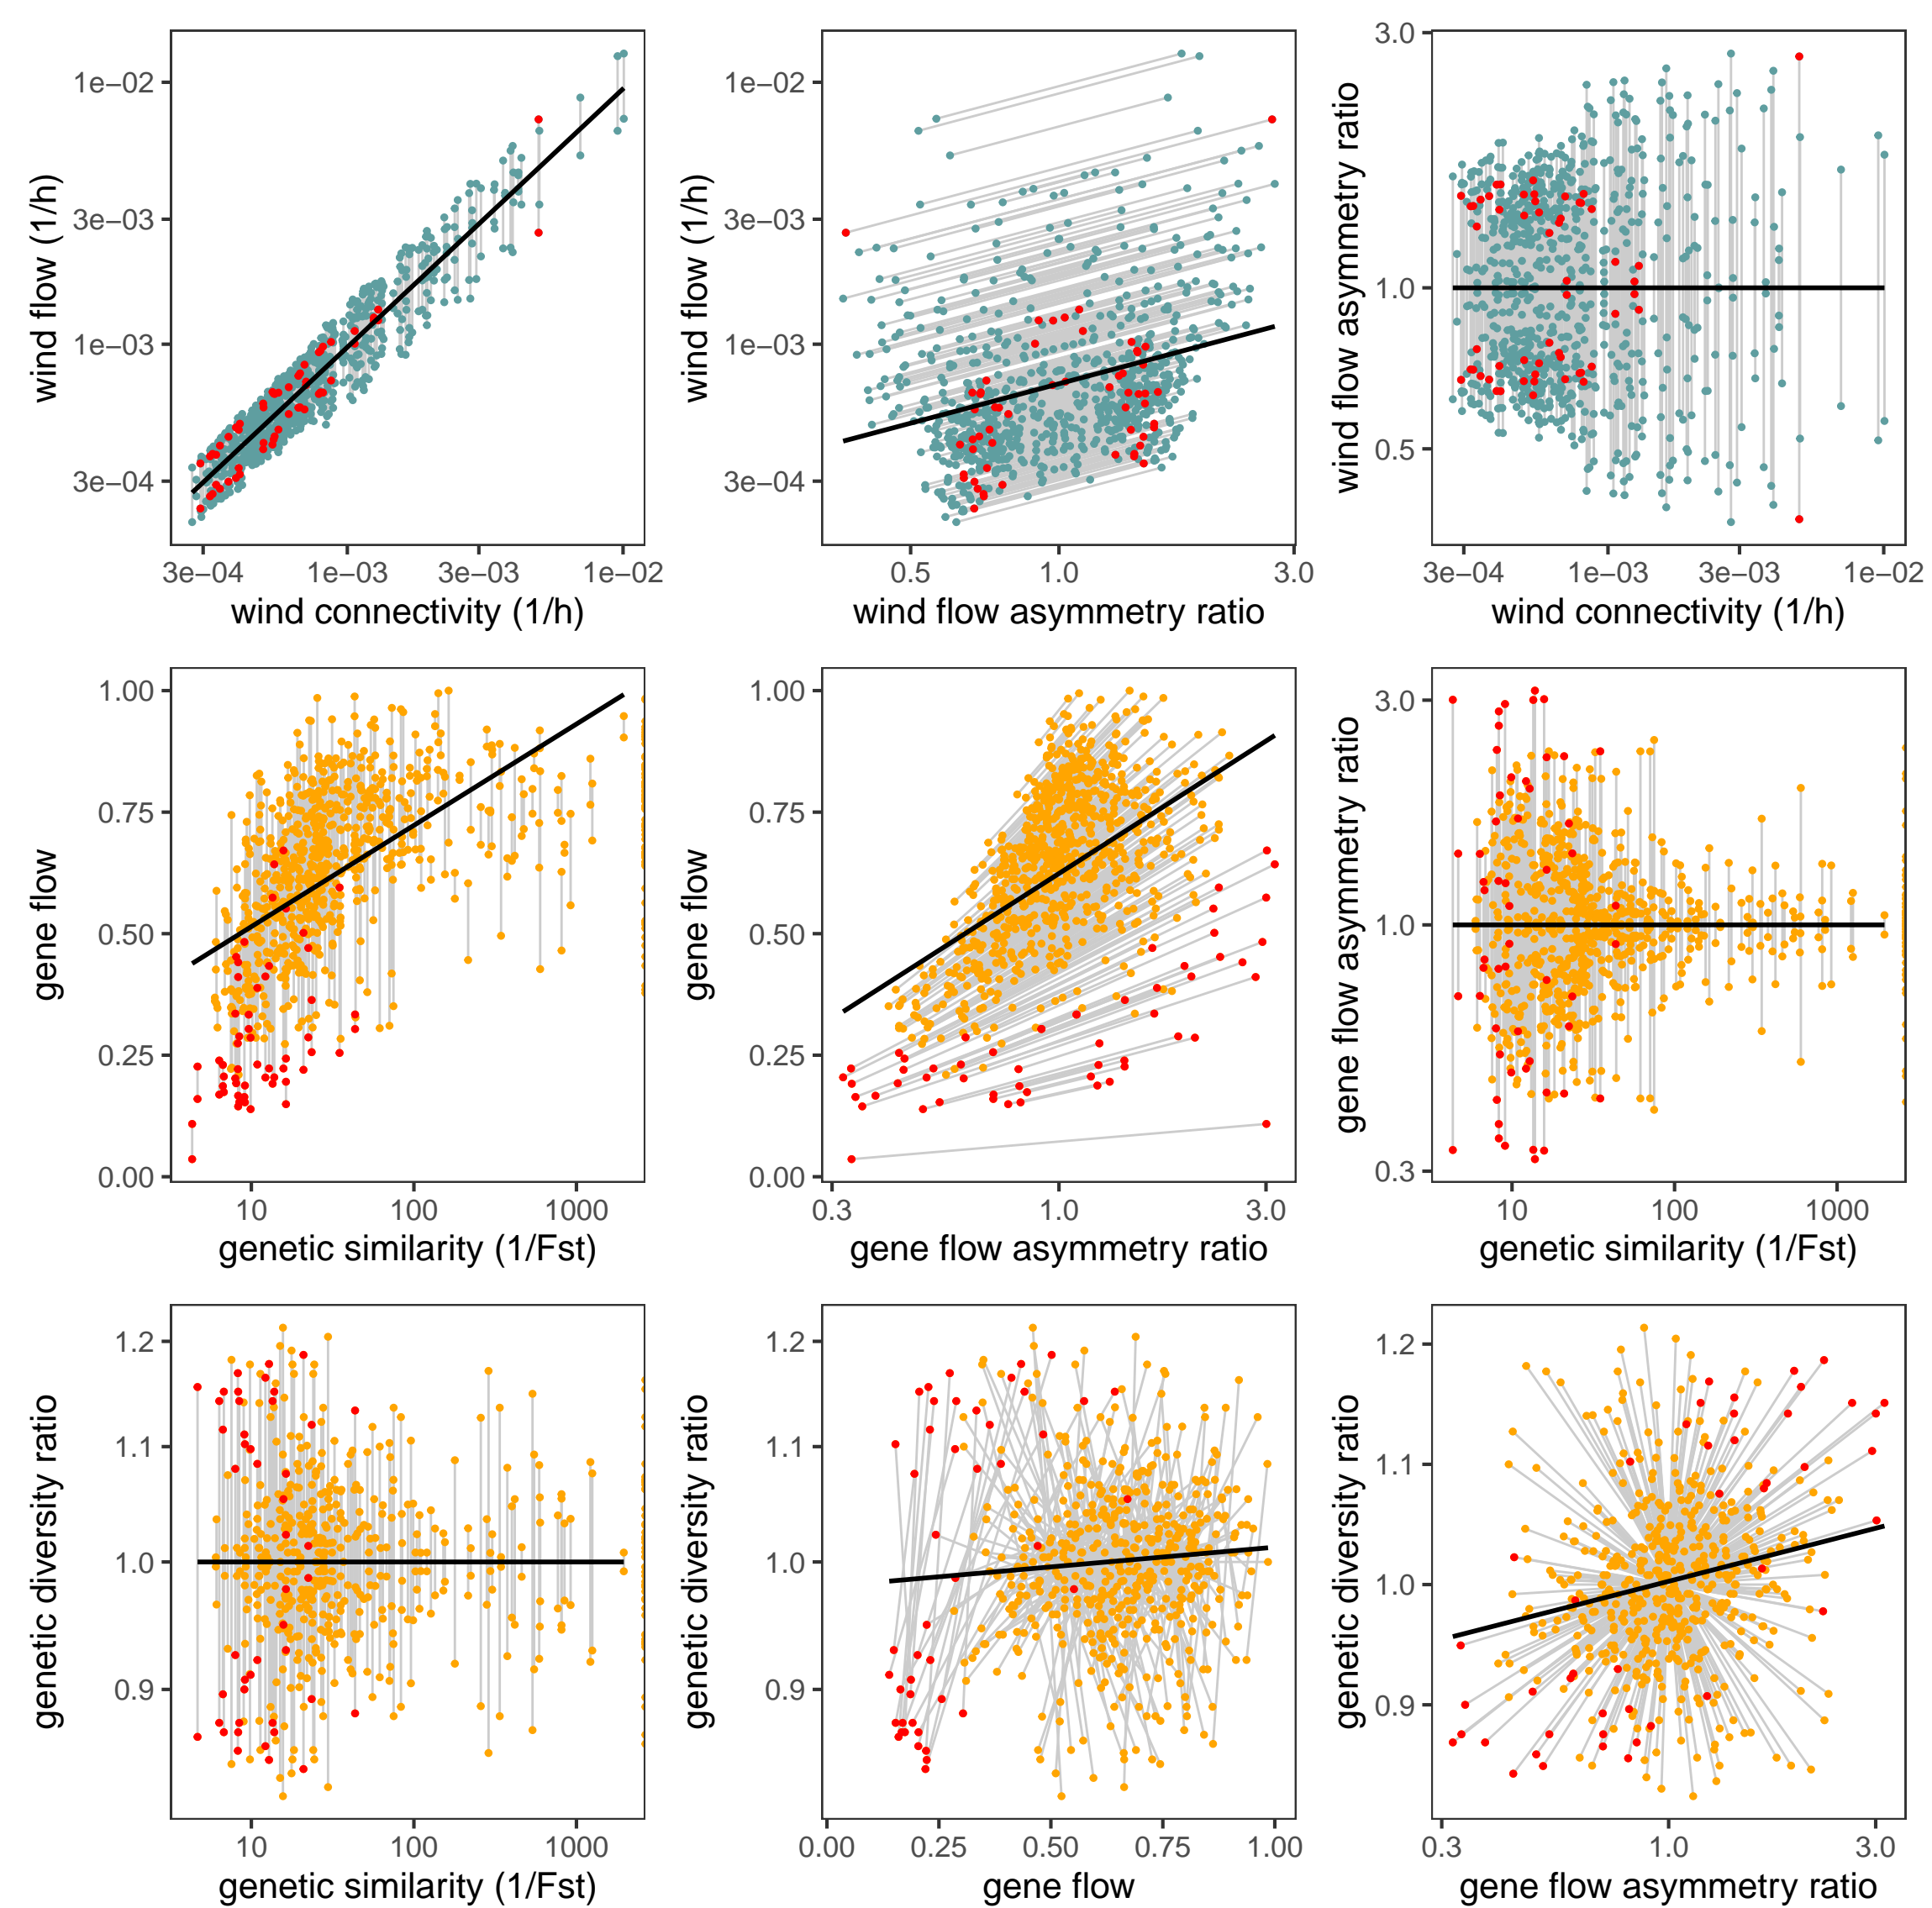 wind flow (1/h)
1e−02
3e−03
1e−03
3e−04
3e−04 1e−03 3e−03 1e−02
wind connectivity (1/h)
wind flow (1/h)
1e−02
3e−03
1e−03
3e−04
0.5 1.0 3.0
wind flow asymmetry ratio
wind flow asymmetry ratio
3.0
1.0
0.5
3e−04 1e−03 3e−03 1e−02
wind connectivity (1/h)
gene flow
1.00
0.75
0.50
0.25
0.00
10 100 1000
genetic similarity (1/Fst)
gene flow
1.00
0.75
0.50
0.25
0.00
0.3 1.0 3.0
gene flow asymmetry ratio
gene flow asymmetry ratio
3.0
1.0
0.3
10 100 1000
genetic similarity (1/Fst)
genetic diversity ratio
1.2
1.1
1.0
0.9
10 100 1000
genetic similarity (1/Fst)
genetic diversity ratio
1.2
1.1
1.0
0.9
0.00 0.25 0.50 0.75 1.00
gene flow
genetic diversity ratio
1.2
1.1
1.0
0.9
0.3 1.0 3.0
gene flow asymmetry ratio